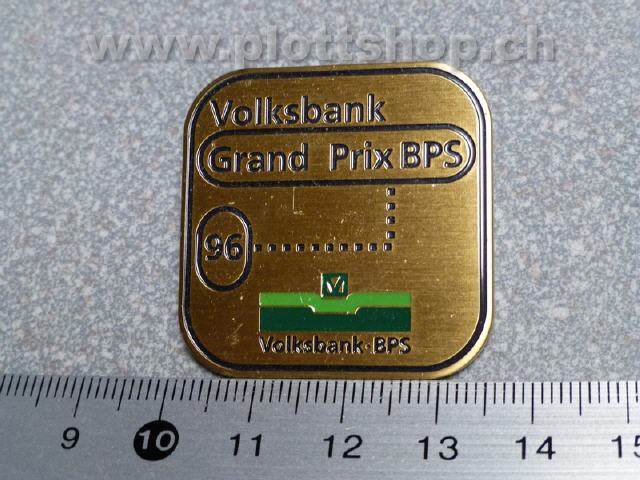 www.plottshop.ch
Volksbank
Grand Prix BPS
96
Volksbank·BPS
9 10 11 12 13 14 15